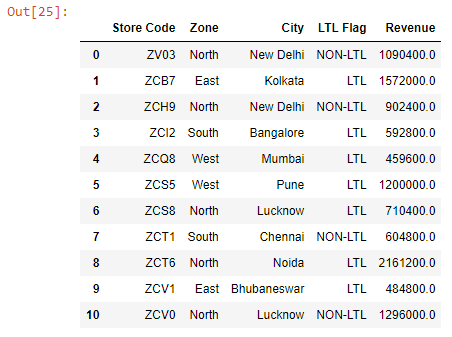 Out[25]:
Store Code Zone City LTL Flag Revenue
0 ZV03 North New Delhi NON-LTL 1090400.0
1 ZCB7 East Kolkata LTL 1572000.0
2 ZCH9 North New Delhi NON-LTL 902400.0
3 ZCI2 South Bangalore LTL 592800.0
4 ZCQ8 West Mumbai LTL 459600.0
5 ZCS5 West Pune LTL 1200000.0
6 ZCS8 North Lucknow LTL 710400.0
7 ZCT1 South Chennai NON-LTL 604800.0
8 ZCT6 North Noida LTL 2161200.0
9 ZCV1 East Bhubaneswar LTL 484800.0
10 ZCV0 North Lucknow NON-LTL 1296000.0